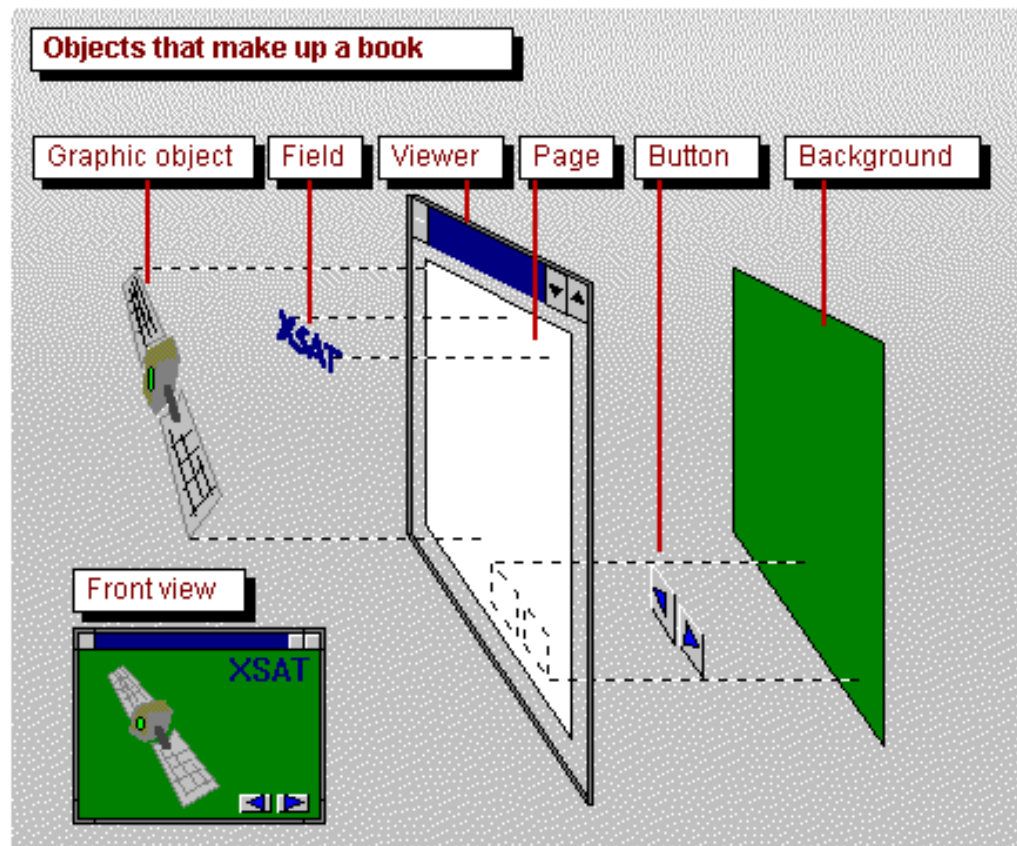 Objects that make up a book
Graphic object
Field
Viewer
Page
Button
Background
XSAT
Front view
XSAT